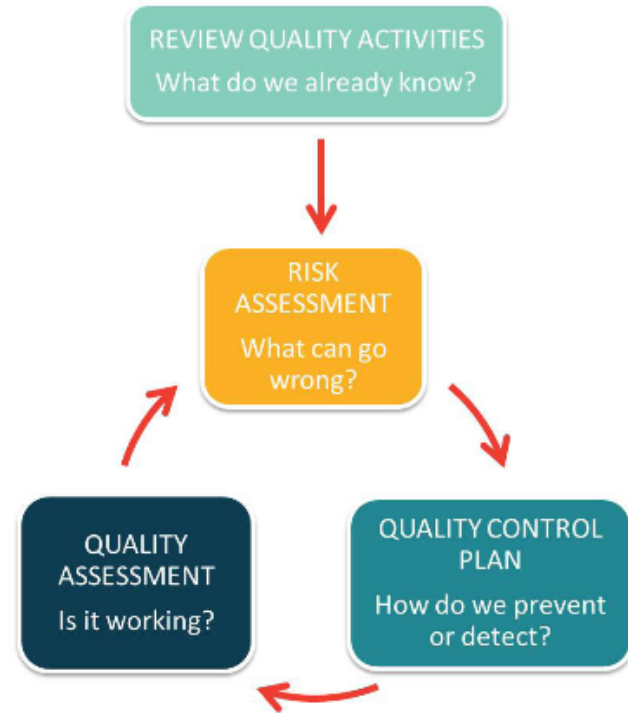 REVIEW QUALITY ACTIVITIES
What do we already know?
RISK
ASSESSMENT
What can go
wrong?
QUALITY CONTROL
PLAN
How do we prevent
or detect?
QUALITY
ASSESSMENT
Is it working?